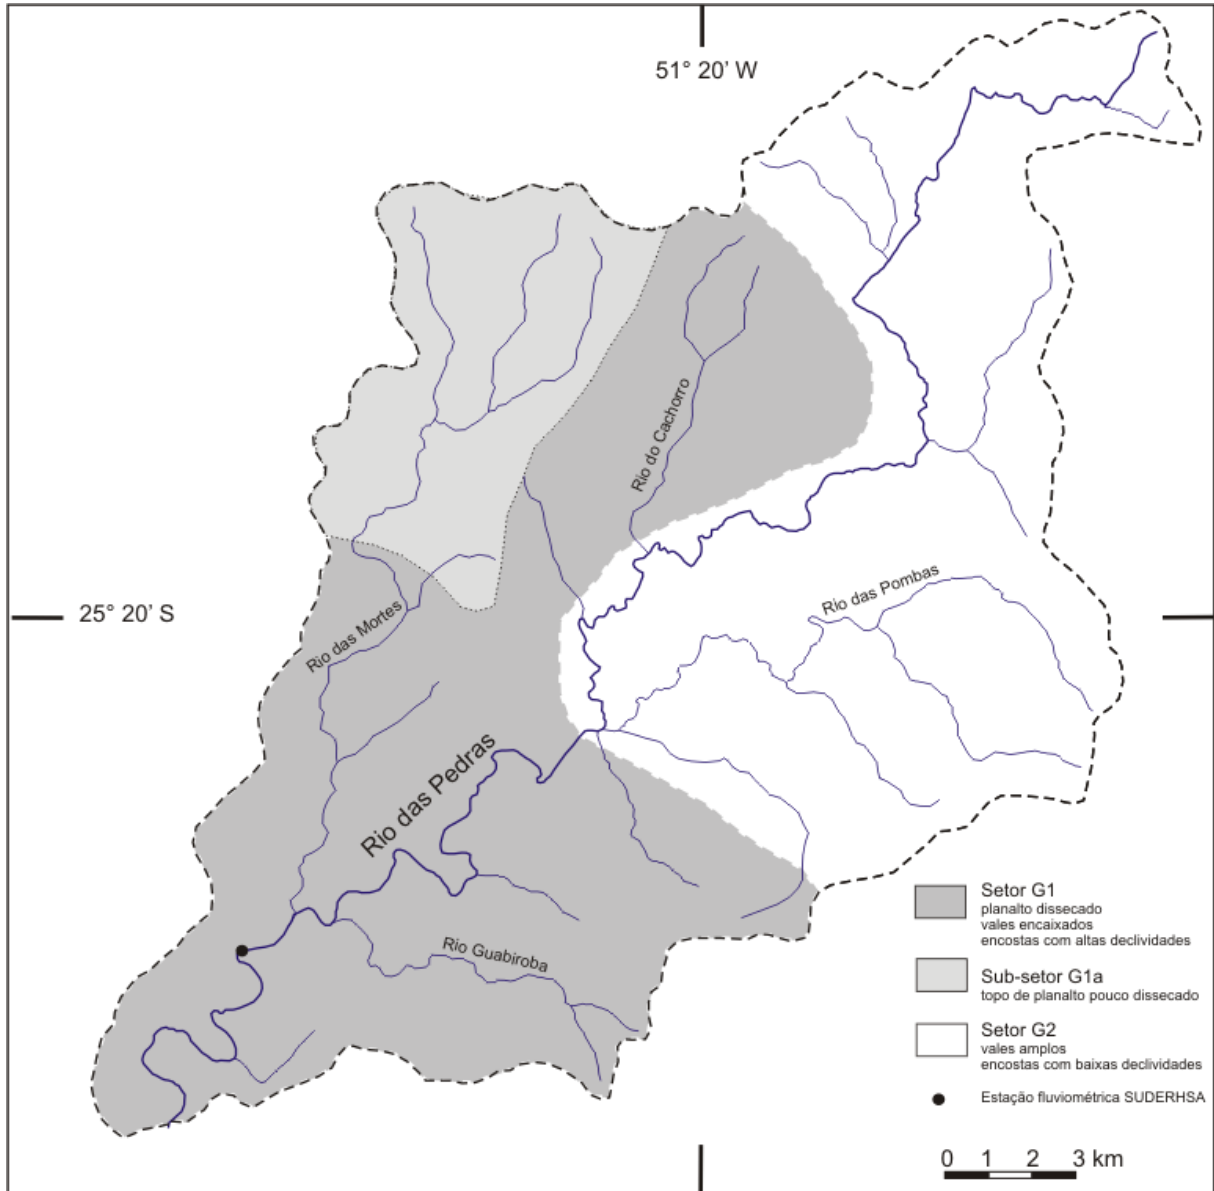 51° 20' W
Rio do Cachorro
Rio das Pombas
25° 20' S
Rio das Mortes
Rio das Pedras
Rio Guabiroba
Setor G1
planalto dissecado
vales encaixados
encostas com altas declividades
Sub-setor G1a
topo de planalto pouco dissecado
Setor G2
vales amplos
encostas com baixas declividades
Estação fluviométrica SUDERHSA
0 1 2 3 km